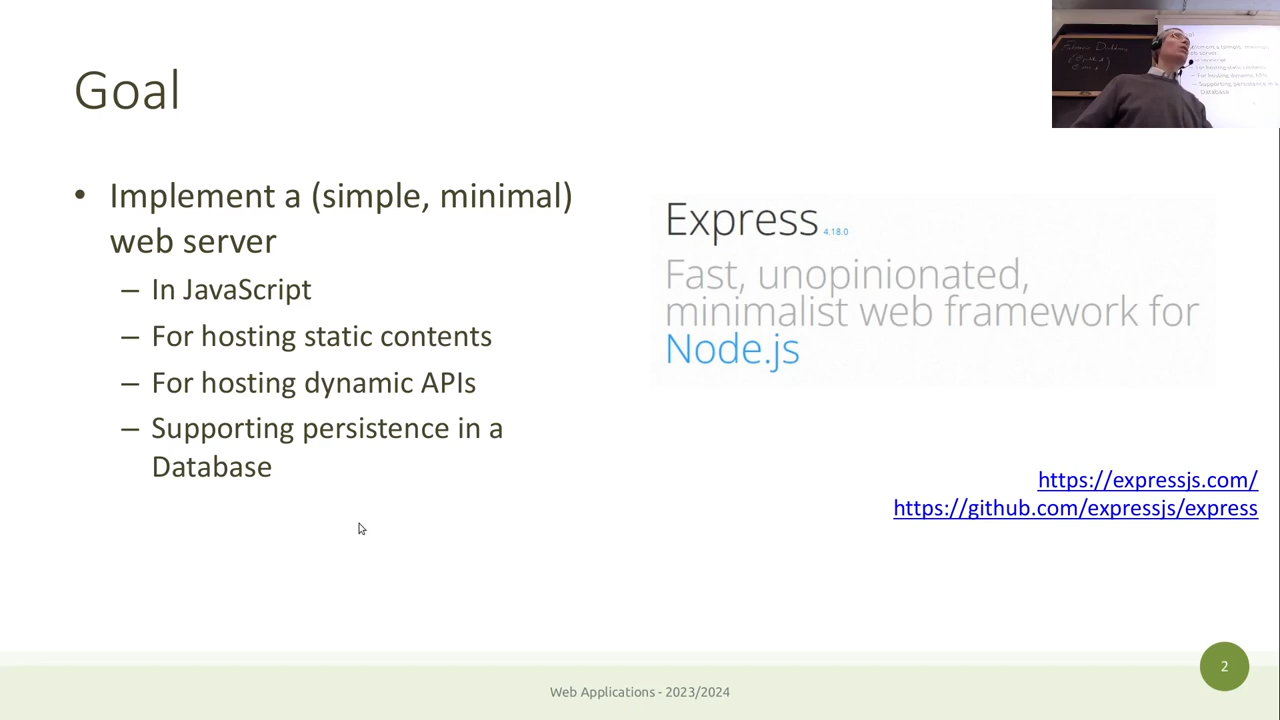 Goal
• Implement a (simple, minimal)
web server
– In JavaScript
– For hosting static contents
– For hosting dynamic APIs
– Supporting persistence in a
Database
Express 4.18.0
Fast, unopinionated,
minimalist web framework for
Node.js
https://expressjs.com/
https://github.com/expressjs/express
Web Applications - 2023/2024
2